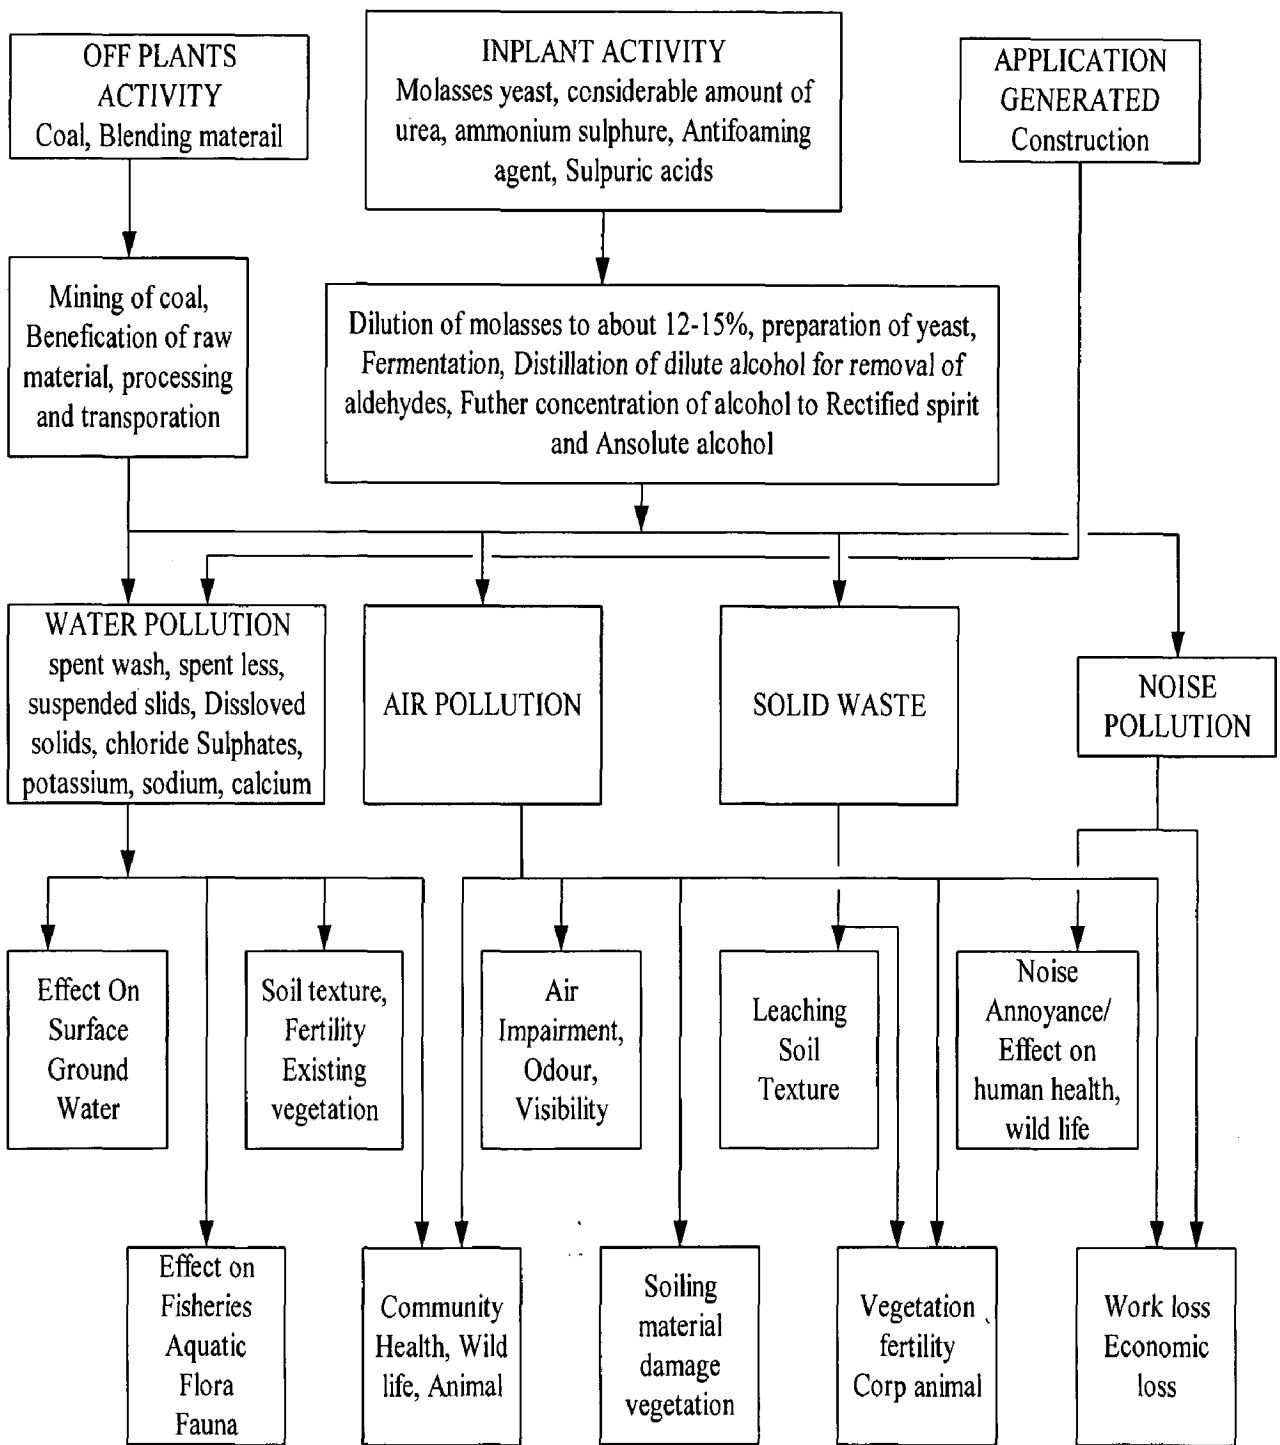 OFF PLANTS
ACTIVITY
Coal, Blending materail
INPLANT ACTIVITY
Molasses yeast, considerable amount of
urea, ammonium sulphure, Antifoaming
agent, Sulpuric acids
APPLICATION
GENERATED
Construction
Mining of coal,
Benefication of raw
material, processing
and transporation
Dilution of molasses to about 12-15%, preparation of yeast,
Fermentation, Distillation of dilute alcohol for removal of
aldehydes, Futher concentration of alcohol to Rectified spirit
and Ansolute alcohol
WATER POLLUTION
spent wash, spent less,
suspended slids, Dissloved
solids, chloride Sulphates,
potassium, sodium, calcium
AIR POLLUTION
SOLID WASTE
NOISE
POLLUTION
Effect On
Surface
Ground
Water
Soil texture,
Fertility
Existing
vegetation
Air
Impairment,
Odour,
Visibility
Leaching
Soil
Texture
Noise
Annoyance/
Effect on
human health,
wild life
Effect on
Fisheries
Aquatic
Flora
Fauna
Community
Health, Wild
life, Animal
Soiling
material
damage
vegetation
Vegetation
fertility
Corp animal
Work loss
Economic
loss